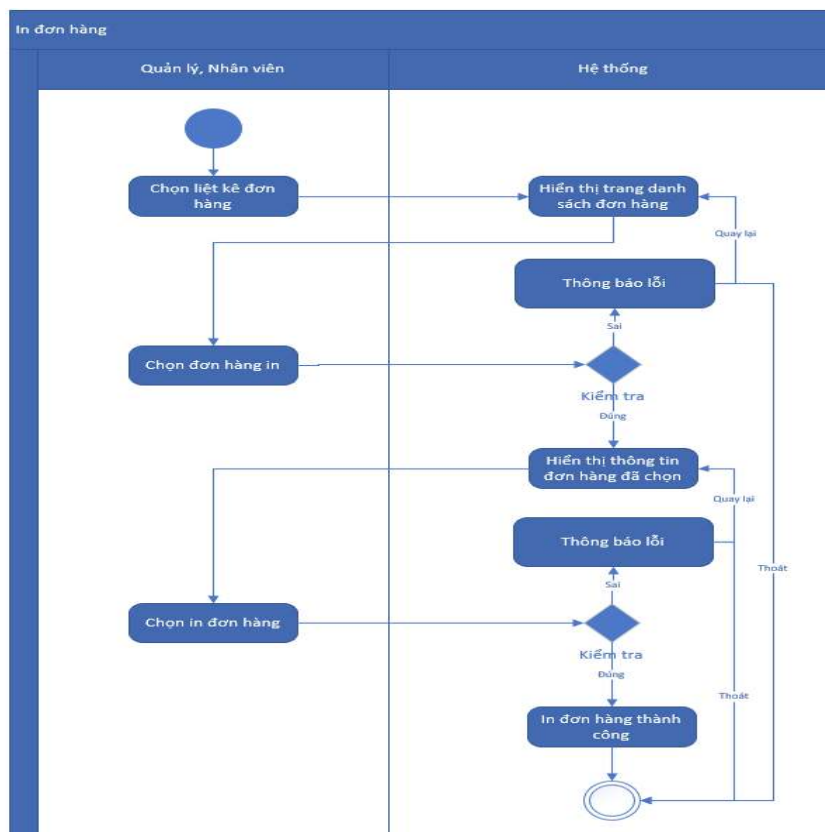 In đơn hàng
Quản lý, Nhân viên
Hệ thống
Chọn liệt kê đơn
hàng
Hiển thị trang danh
sách đơn hàng
Quay lại
Thông báo lỗi
Sai
Chọn đơn hàng in
Kiểm tra
Đúng
Hiển thị thông tin
đơn hàng đã chọn
Quay lại
Thông báo lỗi
Thoát
Sai
Chọn in đơn hàng
Kiểm tra
Đúng
Thoát
In đơn hàng thành
công